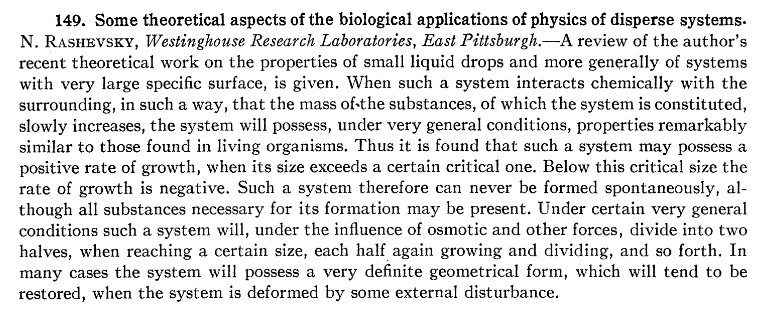 149. Some theoretical aspects of the biological applications of physics of disperse systems.
N. RASHEVSKY, Westinghouse Research Laboratories, East Pittsburgh.—A review of the author's
recent theoretical work on the properties of small liquid drops and more generally of systems
with very large specific surface, is given. When such a system interacts chemically with the
surrounding, in such a way, that the mass of the substances, of which the system is constituted,
slowly increases, the system will possess, under very general conditions, properties remarkably
similar to those found in living organisms. Thus it is found that such a system may possess a
positive rate of growth, when its size exceeds a certain critical one. Below this critical size the
rate of growth is negative. Such a system therefore can never be formed spontaneously, al-
though all substances necessary for its formation may be present. Under certain very general
conditions such a system will, under the influence of osmotic and other forces, divide into two
halves, when reaching a certain size, each half again growing and dividing, and so forth. In
many cases the system will possess a very definite geometrical form, which will tend to be
restored, when the system is deformed by some external disturbance.